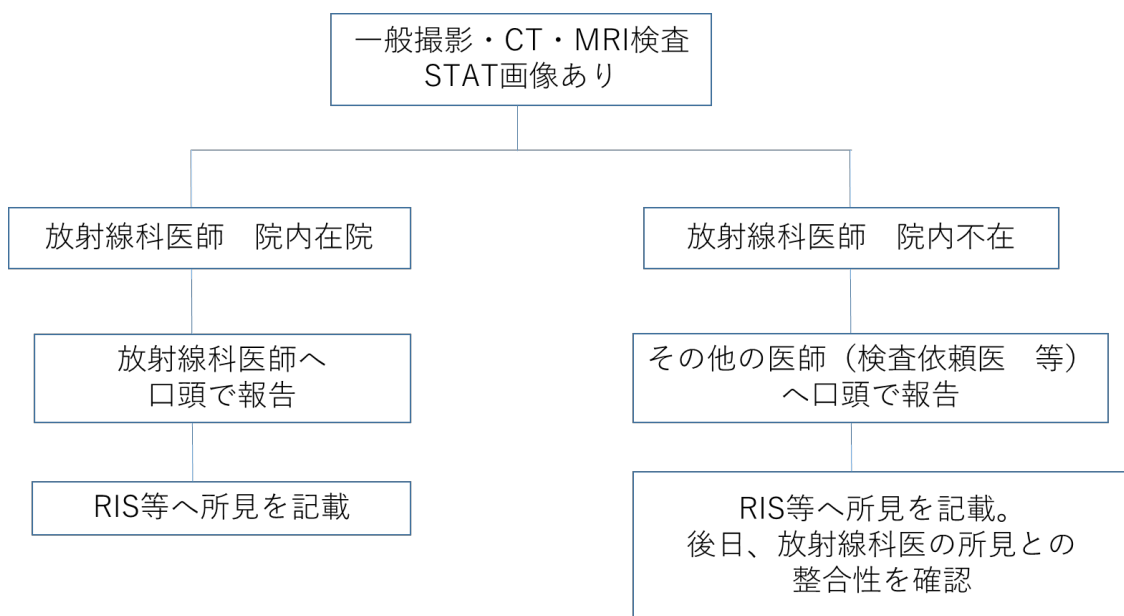 一般撮影・CT・MRI検査
STAT画像あり
放射線科医師　院内在院
放射線科医師　院内不在
放射線科医師へ
口頭で報告
その他の医師（検査依頼医　等）
へ口頭で報告
RIS等へ所見を記載
RIS等へ所見を記載。
後日、放射線科医の所見との
整合性を確認